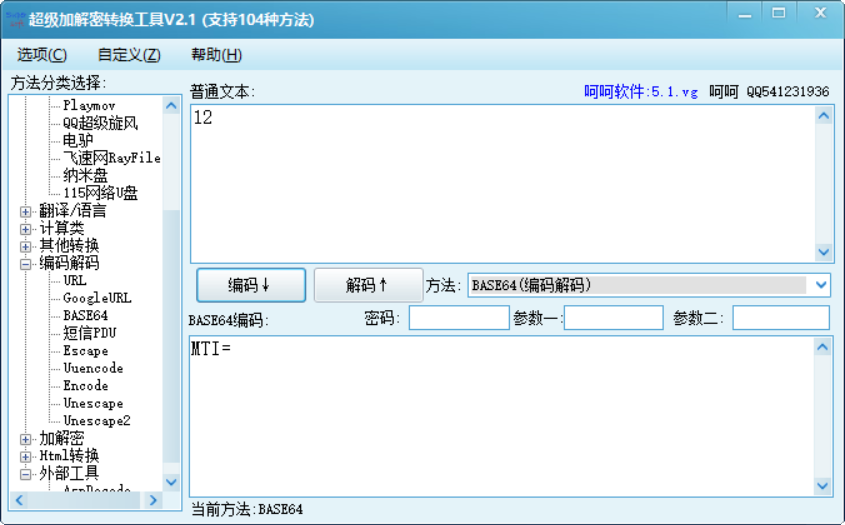 超级加解密转换工具V2.1 (支持104种方法)
选项(C) 自定义(Z) 帮助(H)
方法分类选择:
Playmov
QQ超级旋风
电驴
飞速网RayFile
纳米盘
115网络U盘
翻译/语言
计算类
其他转换
编码解码
URL
GoogleURL
BASE64
短信PDU
Escape
Uuencode
Encode
Unescape
Unescape2
加解密
Html转换
外部工具
普通文本: 呵呵软件:5.1.vg 呵呵 QQ541231936
12
编码↓ 解码↑ 方法: BASE64(编码解码)
BASE64编码: 密码: 参数一: 参数二:
MTI=
当前方法:BASE64